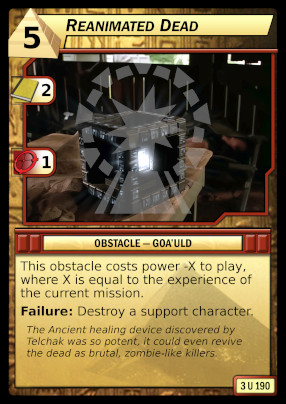 REANIMATED DEAD
5
2
1
OBSTACLE — GOA'ULD
This obstacle costs power -X to play,
where X is equal to the experience of
the current mission.
Failure: Destroy a support character.
The Ancient healing device discovered by
Telchak was so potent, it could even revive
the dead as brutal, zombie-like killers.
3 U 190